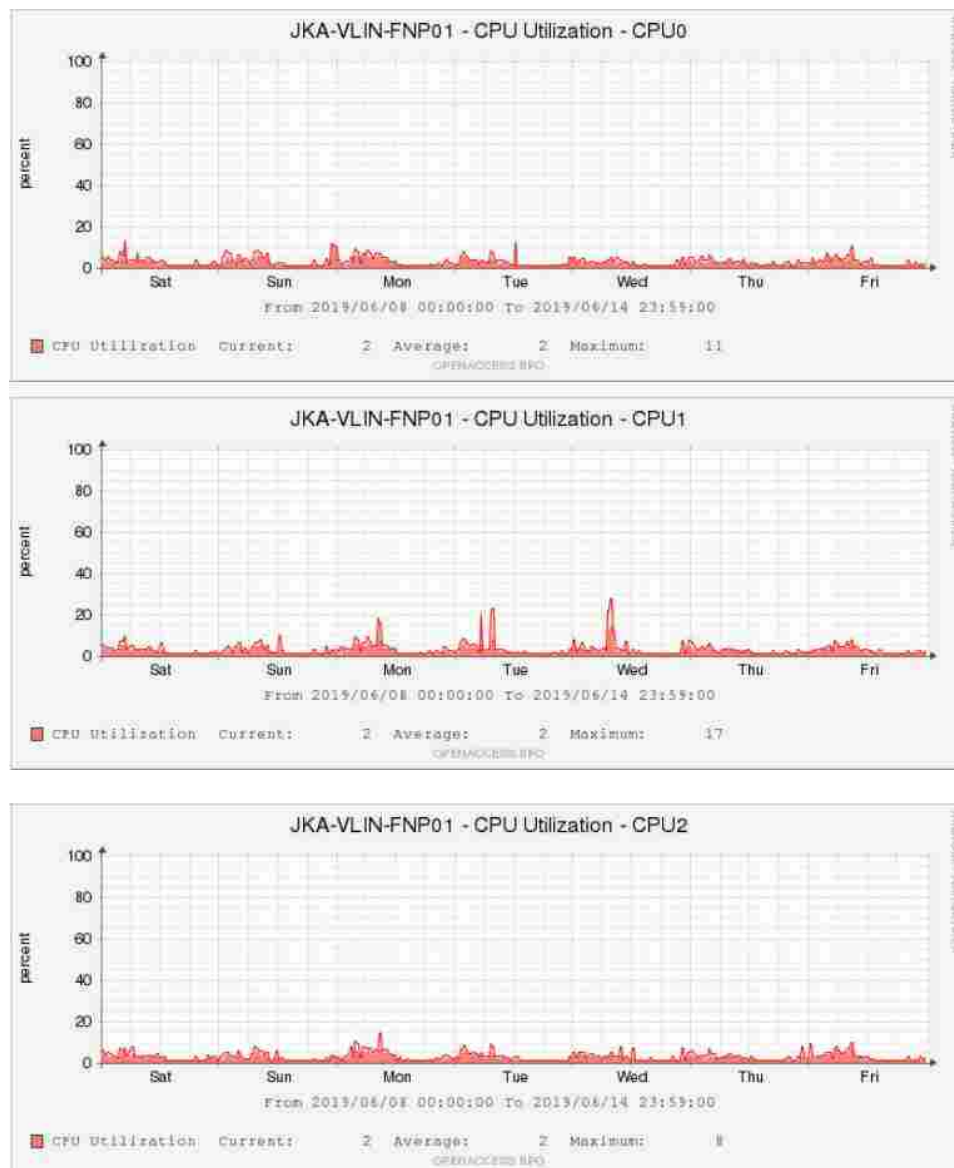 JKA-VLIN-FNP01 - CPU Utilization - CPU0
percent
100
80
60
40
20
0
Sat Sun Mon Tue Wed Thu Fri
From 2019/06/08 00:00:00 To 2019/06/14 23:59:00
CPU Utilization Current: 2 Average: 2 Maximum: 11
OPENACCESS BPO
JKA-VLIN-FNP01 - CPU Utilization - CPU1
percent
100
80
60
40
20
0
Sat Sun Mon Tue Wed Thu Fri
From 2019/06/08 00:00:00 To 2019/06/14 23:59:00
CPU Utilization Current: 2 Average: 2 Maximum: 17
OPENACCESS BPO
JKA-VLIN-FNP01 - CPU Utilization - CPU2
percent
100
80
60
40
20
0
Sat Sun Mon Tue Wed Thu Fri
From 2019/06/08 00:00:00 To 2019/06/14 23:59:00
CPU Utilization Current: 2 Average: 2 Maximum: 8
OPENACCESS BPO